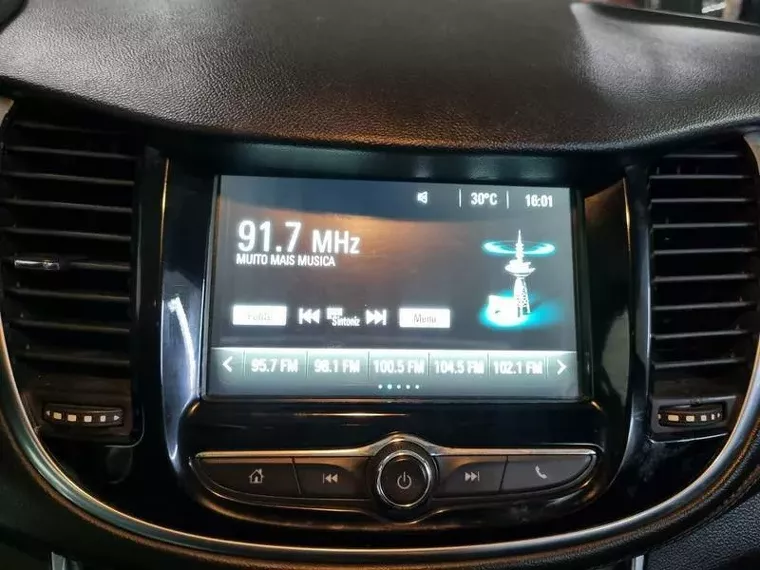 30°C 16:01
91.7 MHz
MUITO MAIS MUSICA
Fonte Sintoniz Menu
95.7 FM 98.1 FM 100.5 FM 104.5 FM 102.1 FM